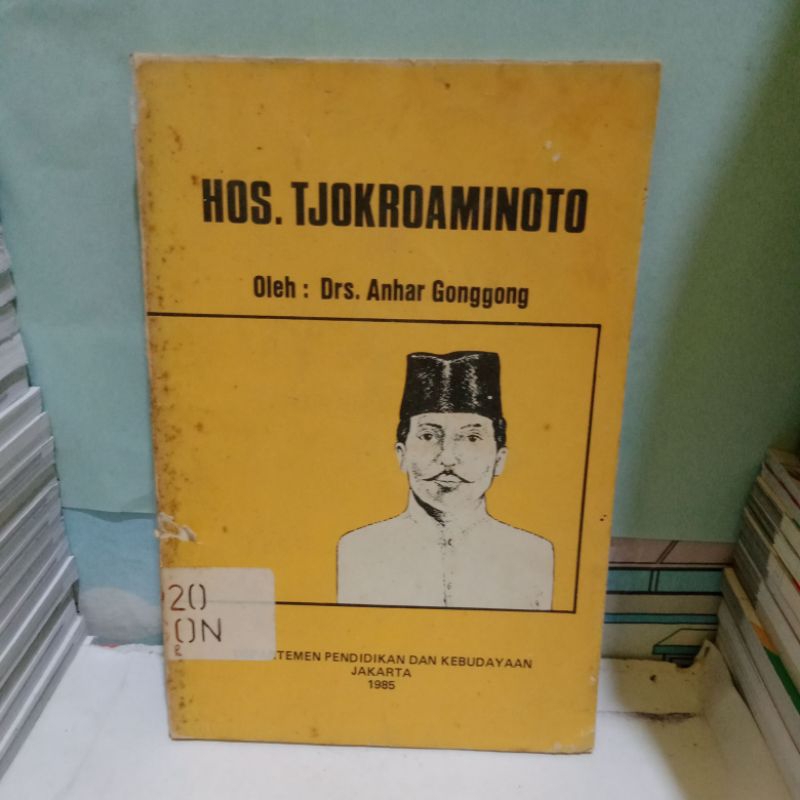 HOS. TJOKROAMINOTO
Oleh : Drs. Anhar Gonggong
20
ON
PENDIDIKAN DAN KEBUDAYAAN
JAKARTA
1985